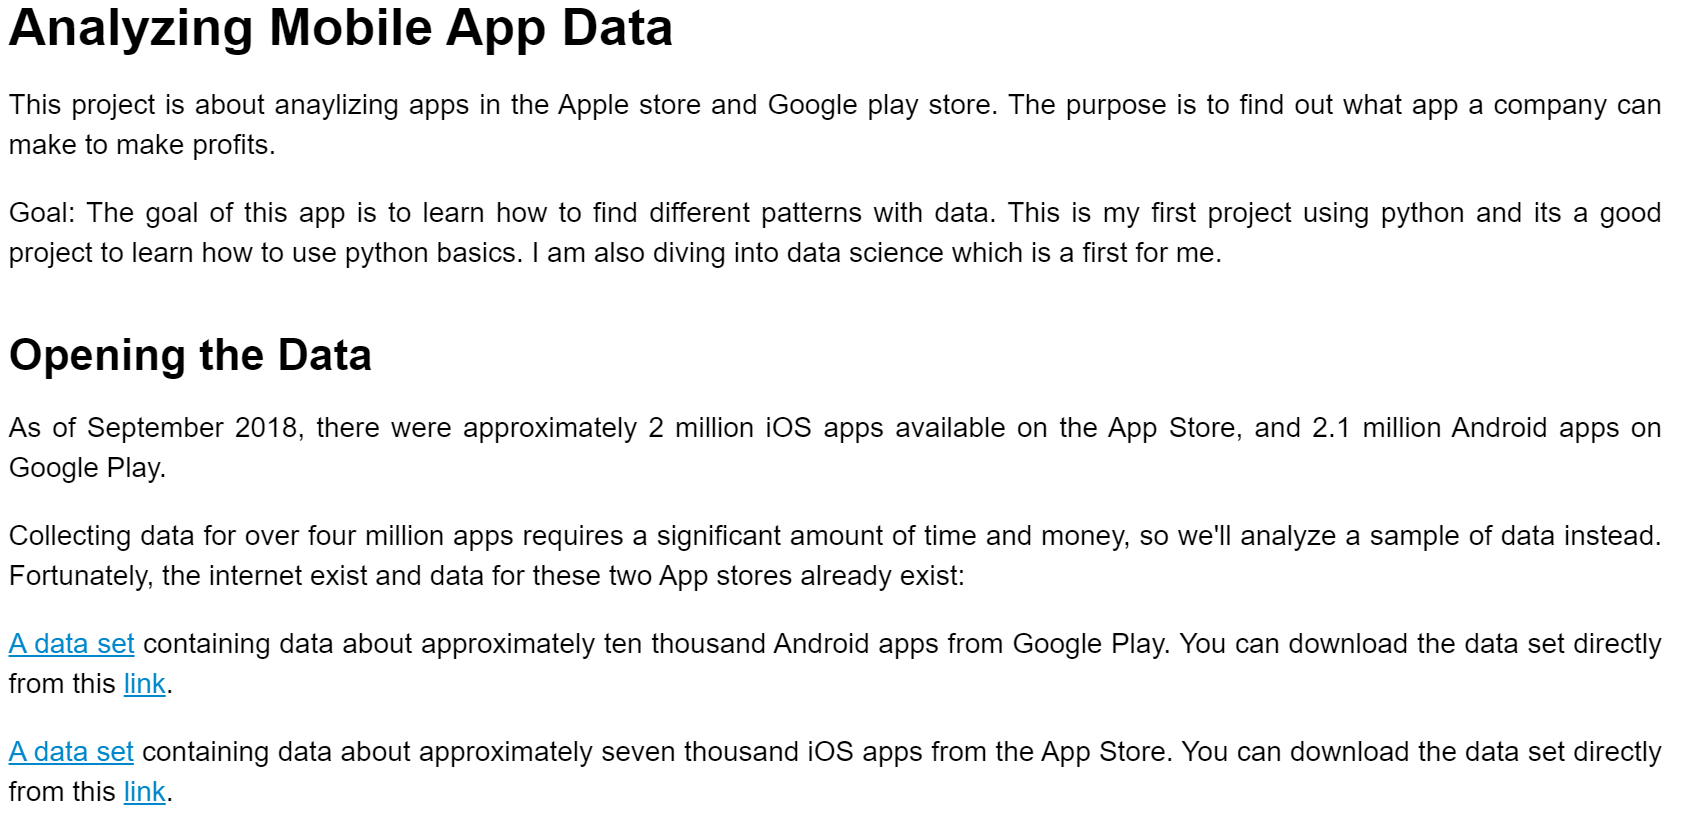 Analyzing Mobile App Data
This project is about anaylizing apps in the Apple store and Google play store. The purpose is to find out what app a company can
make to make profits.
Goal: The goal of this app is to learn how to find different patterns with data. This is my first project using python and its a good
project to learn how to use python basics. I am also diving into data science which is a first for me.
Opening the Data
As of September 2018, there were approximately 2 million iOS apps available on the App Store, and 2.1 million Android apps on
Google Play.
Collecting data for over four million apps requires a significant amount of time and money, so we'll analyze a sample of data instead.
Fortunately, the internet exist and data for these two App stores already exist:
A data set containing data about approximately ten thousand Android apps from Google Play. You can download the data set directly
from this link.
A data set containing data about approximately seven thousand iOS apps from the App Store. You can download the data set directly
from this link.